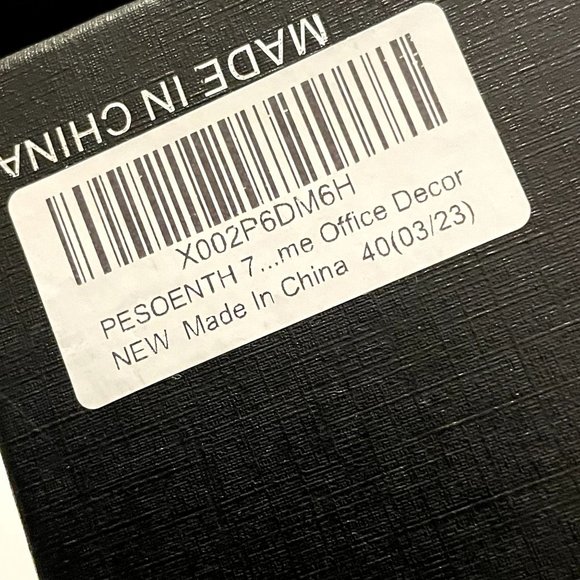 MADE IN CHINA
X002P6DM6H
PESOENTH 7...me Office Decor
NEW Made In China 40(03/23)